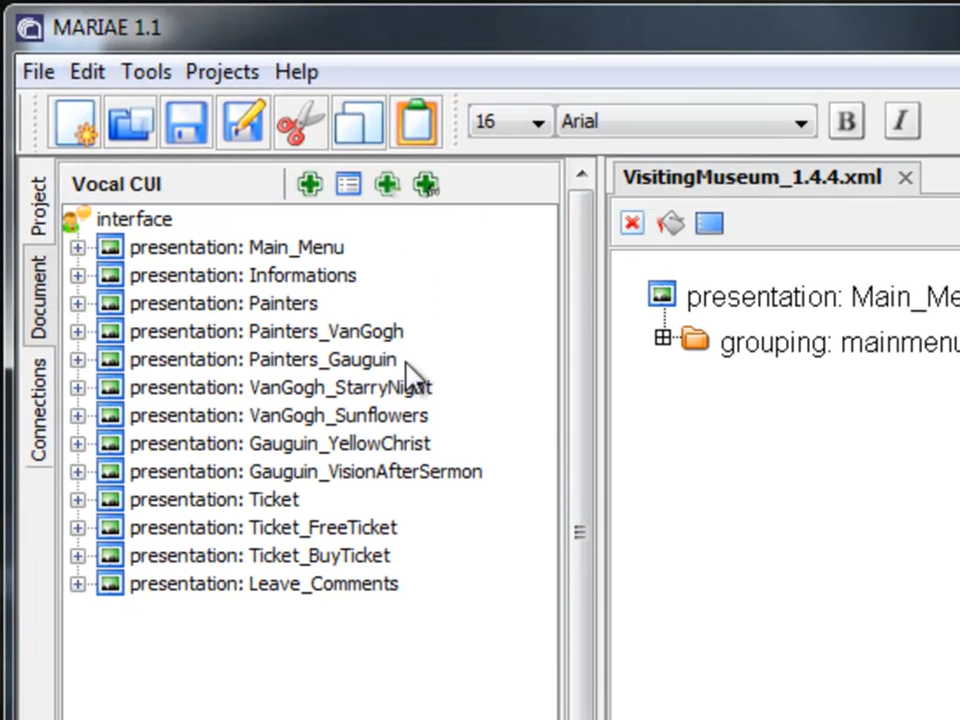 MARIAE 1.1
File Edit Tools Projects Help
16 Arial B I
Project
Document
Connections
Vocal CUI
interface
presentation: Main_Menu
presentation: Informations
presentation: Painters
presentation: Painters_VanGogh
presentation: Painters_Gauguin
presentation: VanGogh_StarryNight
presentation: VanGogh_Sunflowers
presentation: Gauguin_YellowChrist
presentation: Gauguin_VisionAfterSermon
presentation: Ticket
presentation: Ticket_FreeTicket
presentation: Ticket_BuyTicket
presentation: Leave_Comments
VisitingMuseum_1.4.4.xml
presentation: Main_Me
grouping: mainmenu